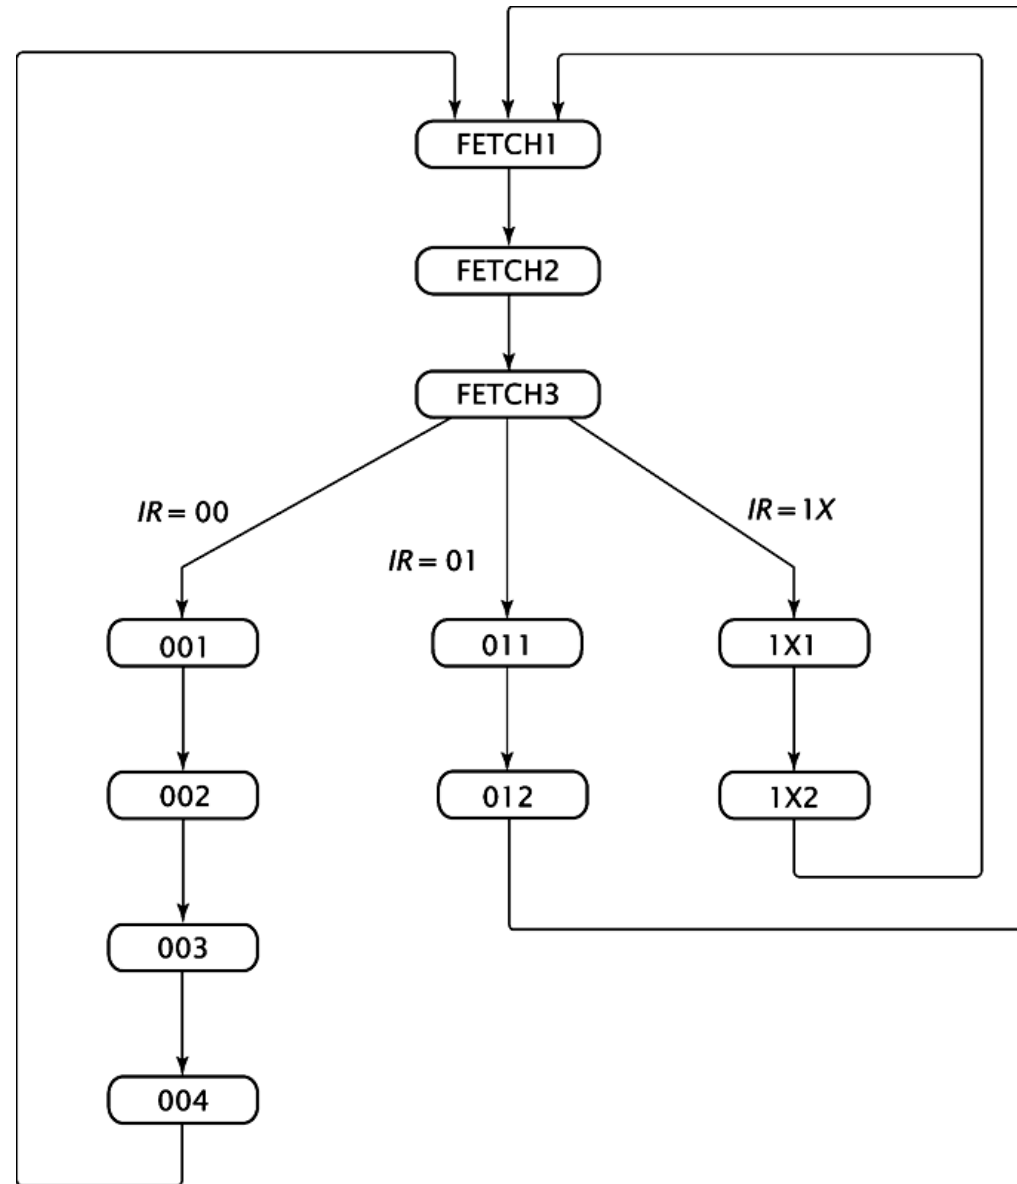 FETCH1
FETCH2
FETCH3
IR = 00
IR = 01
IR = 1X
001
011
1X1
002
012
1X2
003
004